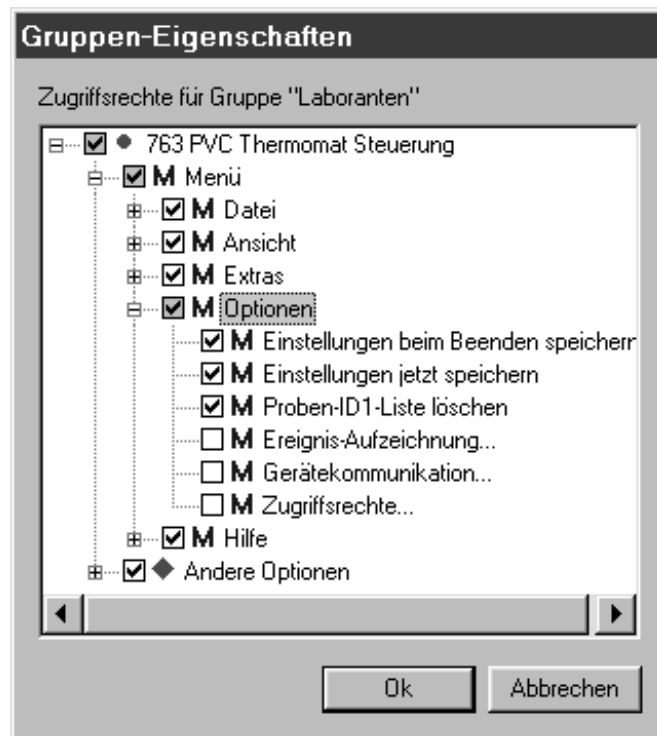 Gruppen-Eigenschaften
Zugriffsrechte für Gruppe "Laboranten"
763 PVC Thermomat Steuerung
M Menü
M Datei
M Ansicht
M Extras
M Optionen
M Einstellungen beim Beenden speichern
M Einstellungen jetzt speichern
M Proben-ID1-Liste löschen
M Ereignis-Aufzeichnung...
M Gerätekommunikation...
M Zugriffsrechte...
M Hilfe
Andere Optionen
Ok
Abbrechen